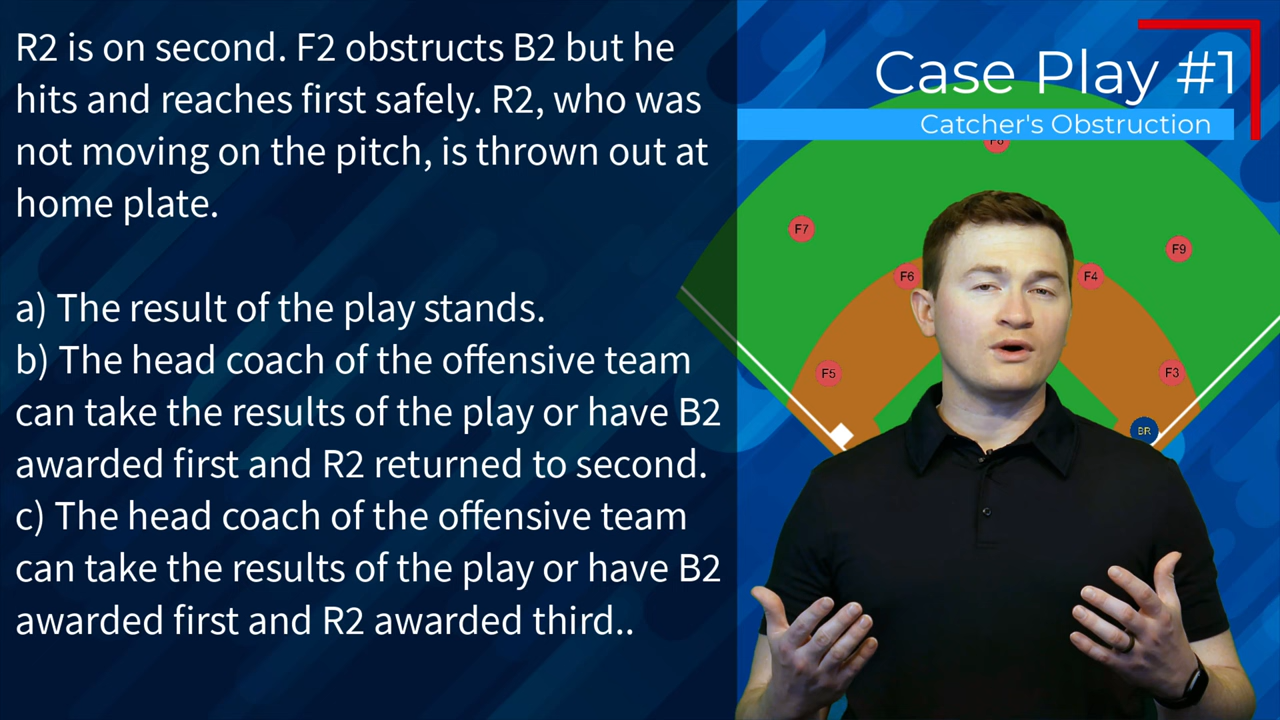 R2 is on second. F2 obstructs B2 but he
hits and reaches first safely. R2, who was
not moving on the pitch, is thrown out at
home plate.
a) The result of the play stands.
b) The head coach of the offensive team
can take the results of the play or have B2
awarded first and R2 returned to second.
c) The head coach of the offensive team
can take the results of the play or have B2
awarded first and R2 awarded third..
Case Play #1
Catcher's Obstruction
F8
F7
F9
F6
F4
F5
F3
BR